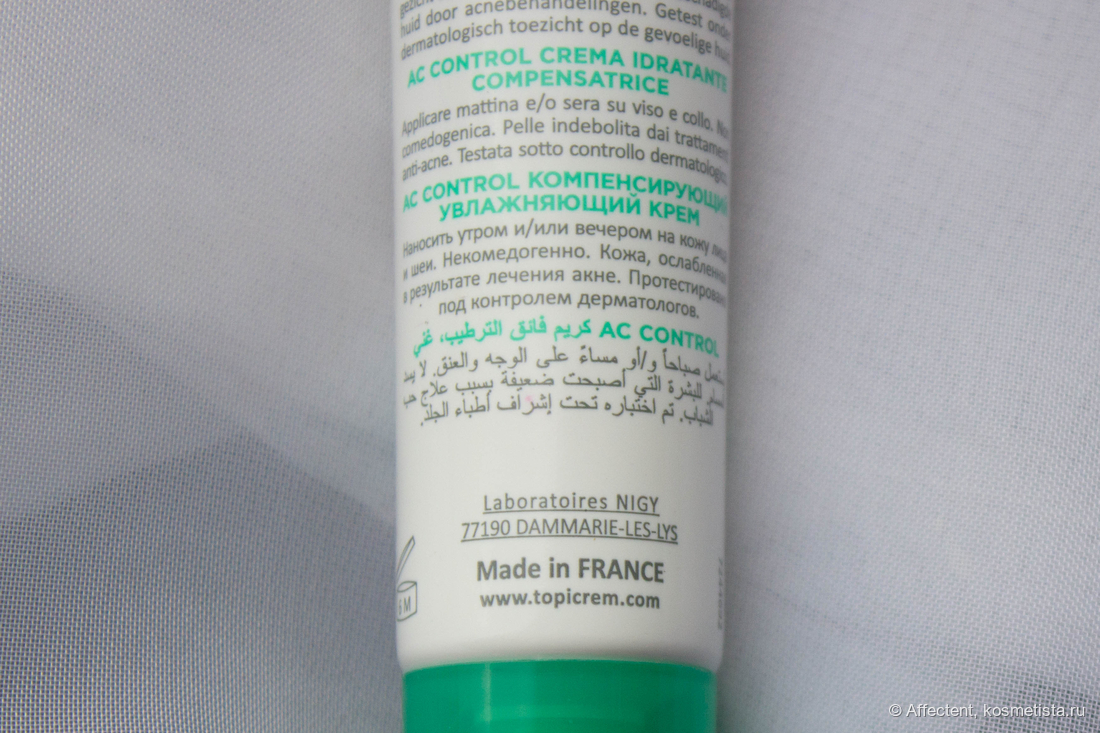 huid door acnebehandelingen. Getest onder
dermatologisch toezicht op de gevoelige huid
AC CONTROL CREMA IDRATANTE
COMPENSATRICE
Applicare mattina e/o sera su viso e collo. Non
comedogenica. Pelle indebolita dai trattamenti
anti-acne. Testata sotto controllo dermatologico.
AC CONTROL КОМПЕНСИРУЮЩИЙ
УВЛАЖНЯЮЩИЙ КРЕМ
Наносить утром и/или вечером на кожу лица
и шеи. Некомедогенно. Кожа, ослабленная
в результате лечения акне. Протестировано
под контролем дерматологов.
AC CONTROL كريم فائق الترطيب، غني
صباحاً و/أو مساءً على الوجه والعنق. لا يسد
البشرة التي أصبحت ضعيفة بسبب علاج حب
الشباب. تم اختباره تحت إشراف أطباء الجلد.
Laboratoires NIGY
77190 DAMMARIE-LES-LYS
Made in FRANCE
www.topicrem.com
6 M
© Affectent, kosmetista.ru